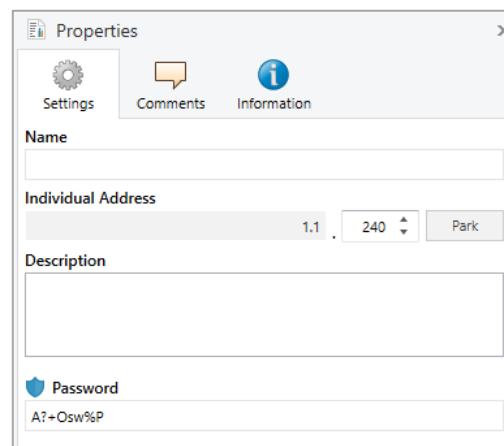 Properties
Settings Comments Information
Name
Individual Address
1.1 . 240 Park
Description
Password
A?+Osw%P